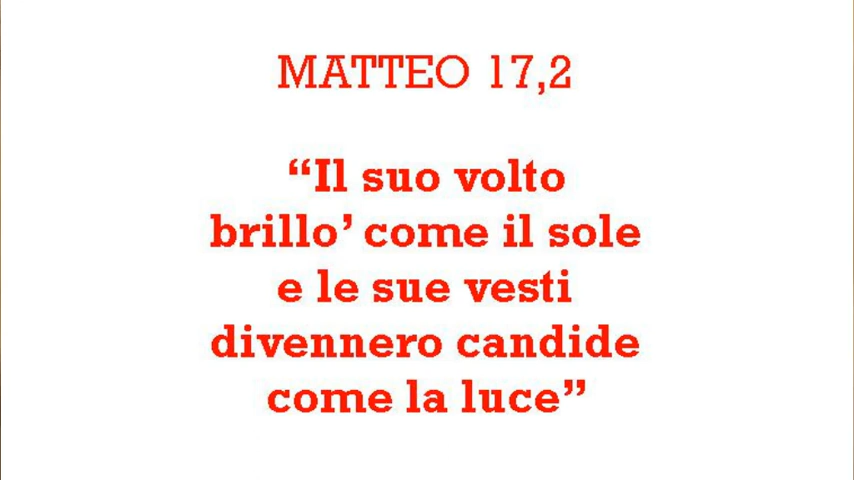 MATTEO 17,2
“Il suo volto
brillo’ come il sole
e le sue vesti
divennero candide
come la luce”